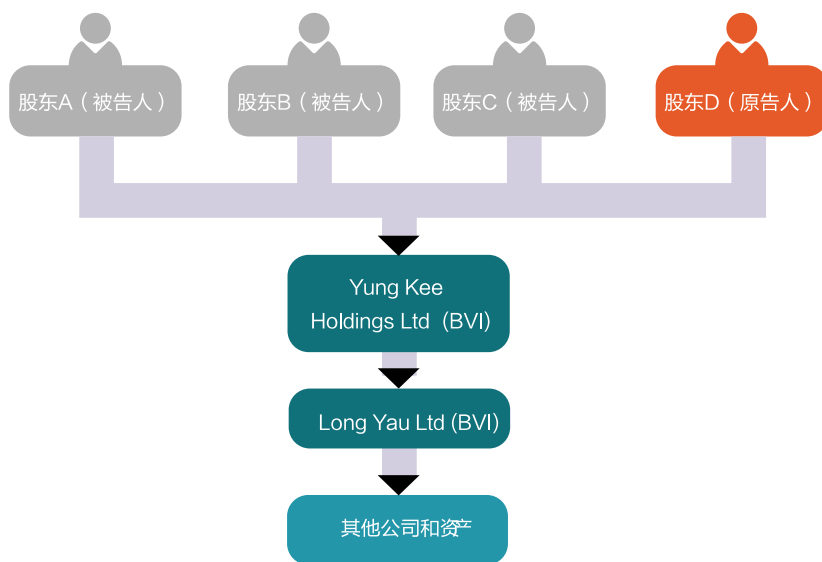 股东A（被告人）
股东B（被告人）
股东C（被告人）
股东D（原告人）
Yung Kee
Holdings Ltd (BVI)
Long Yau Ltd (BVI)
其他公司和资产